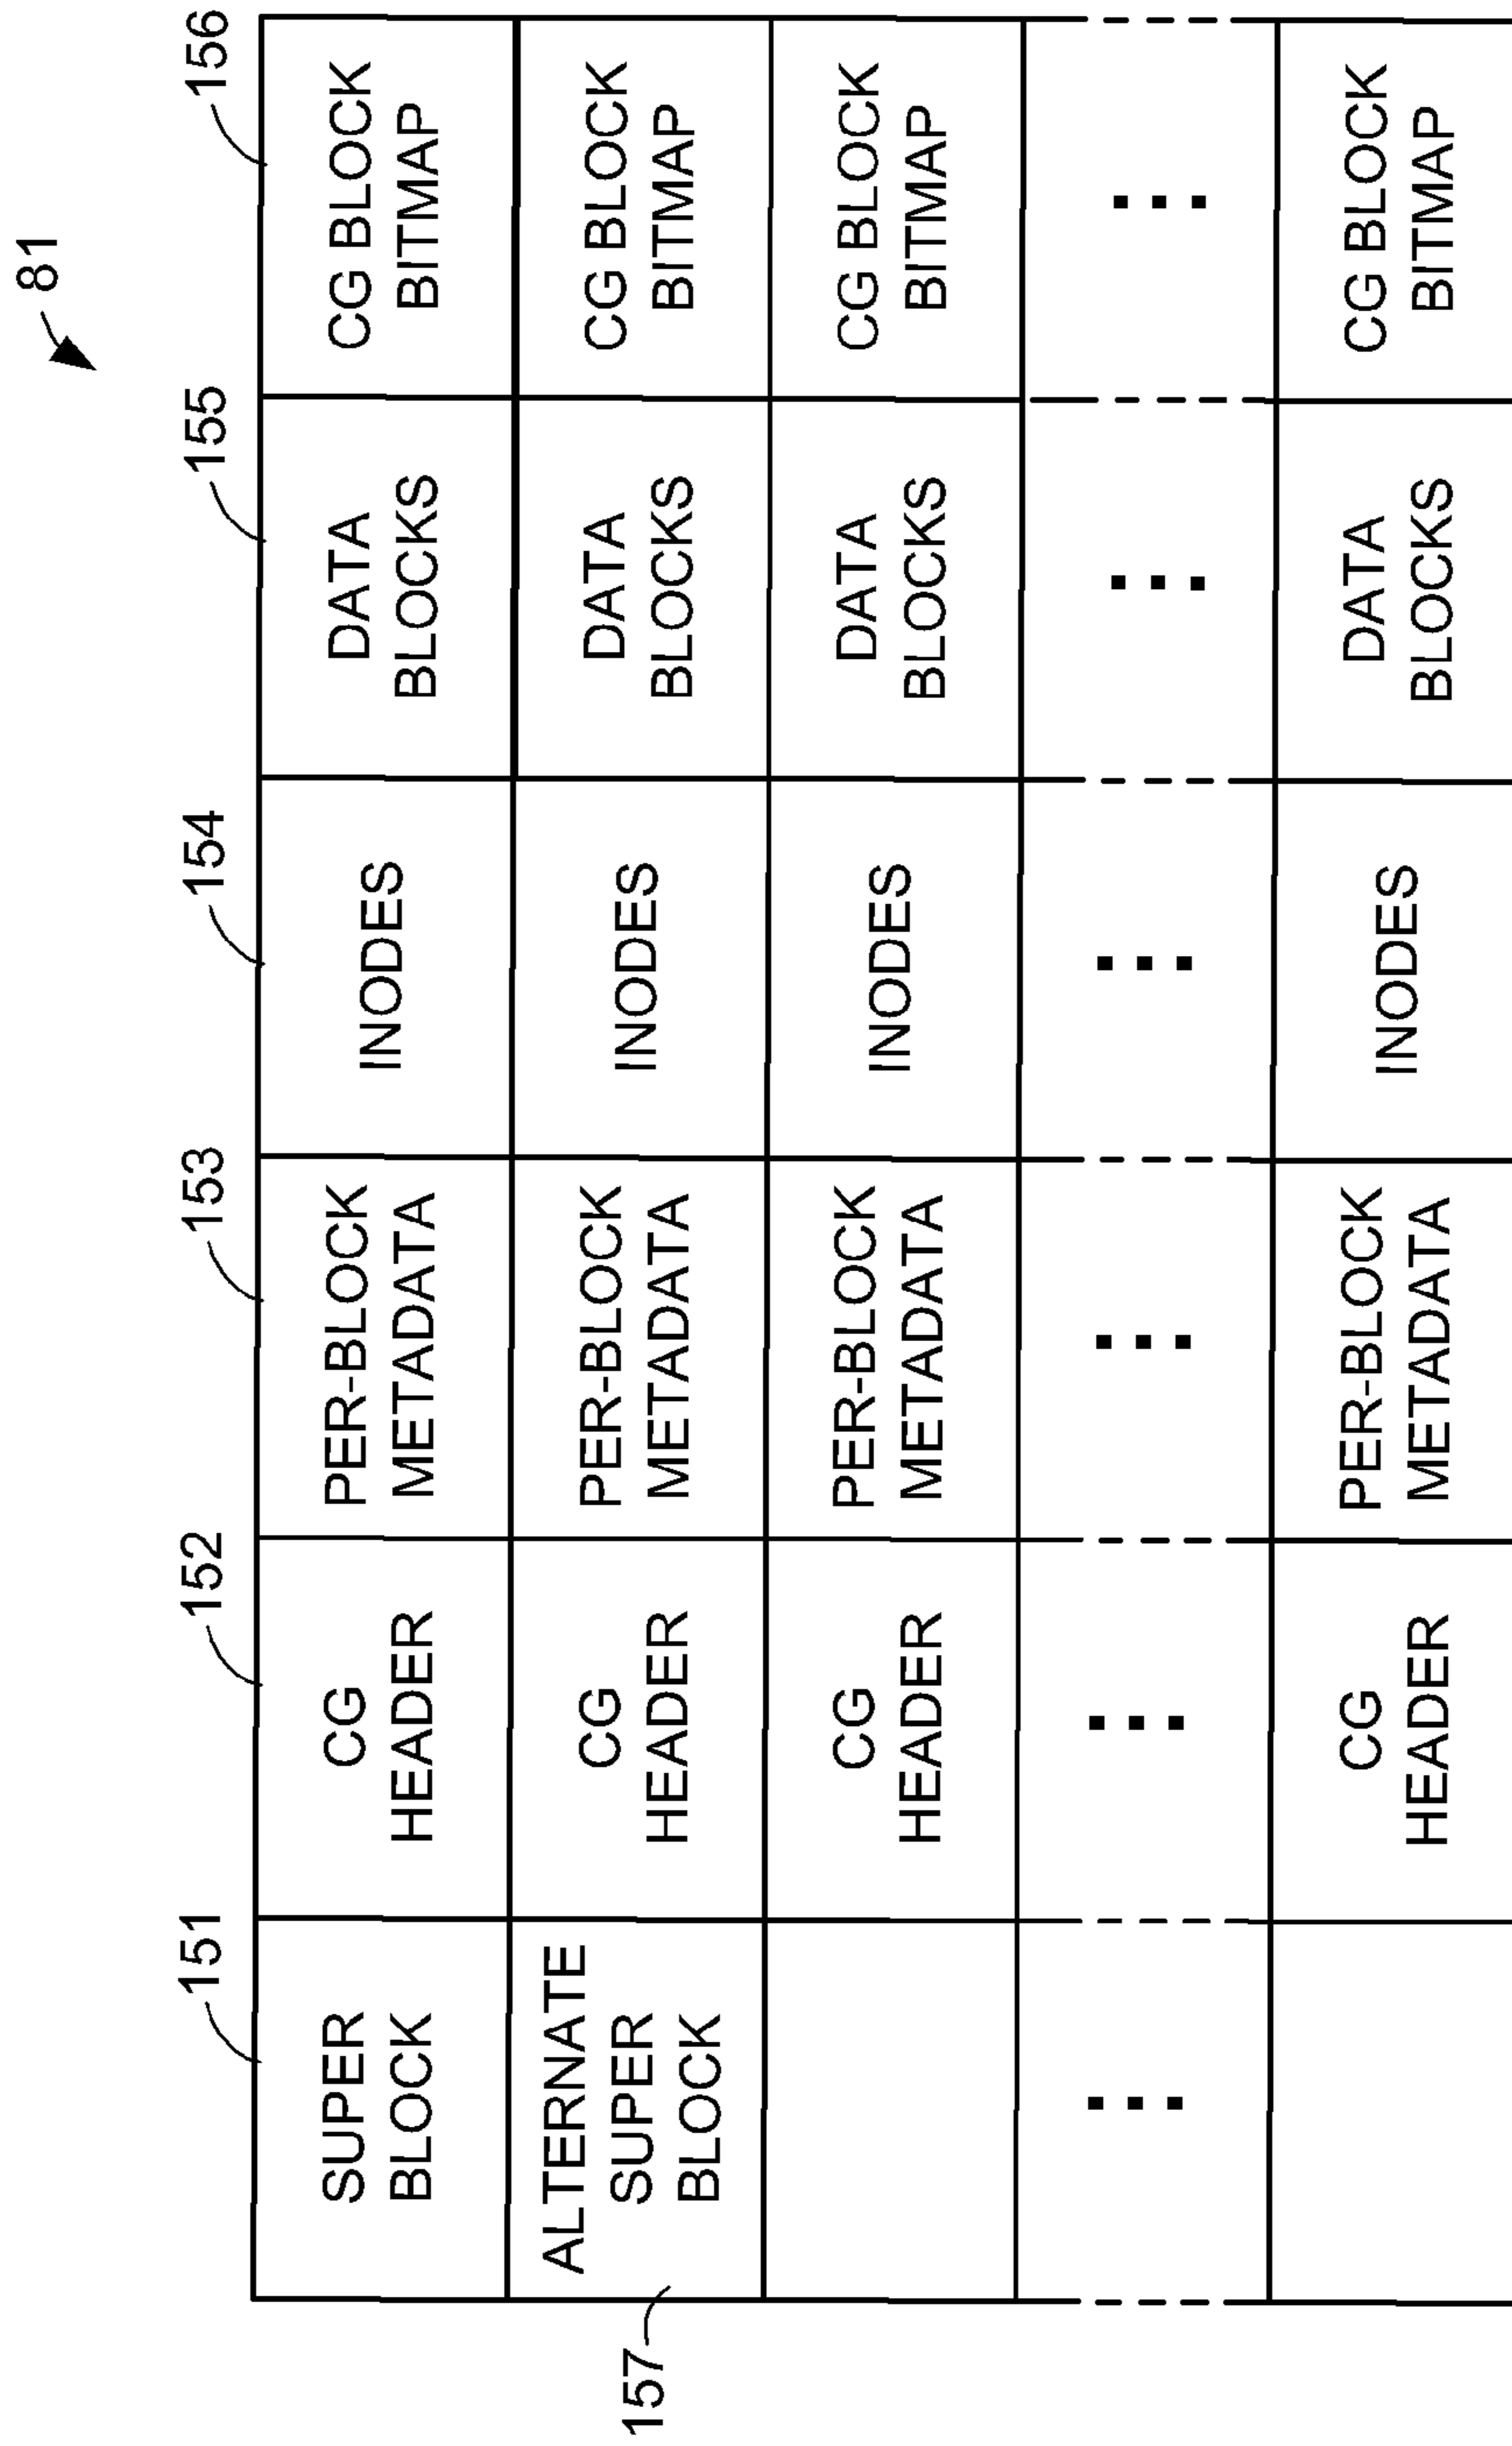 81
151
152
153
154
155
156
SUPER
BLOCK
CG
HEADER
PER-BLOCK
METADATA
INODES
DATA
BLOCKS
CG BLOCK
BITMAP
157
ALTERNATE
SUPER
BLOCK
CG
HEADER
PER-BLOCK
METADATA
INODES
DATA
BLOCKS
CG BLOCK
BITMAP
CG
HEADER
PER-BLOCK
METADATA
INODES
DATA
BLOCKS
CG BLOCK
BITMAP
CG
HEADER
PER-BLOCK
METADATA
INODES
DATA
BLOCKS
CG BLOCK
BITMAP